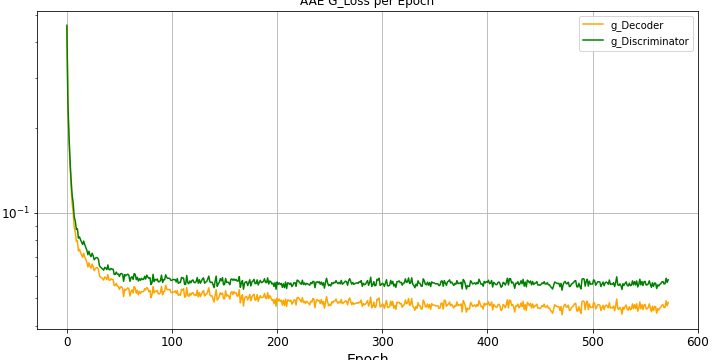 AAE G_Loss per Epoch
g_Decoder
g_Discriminator
10⁻¹
0 100 200 300 400 500 600
Epoch